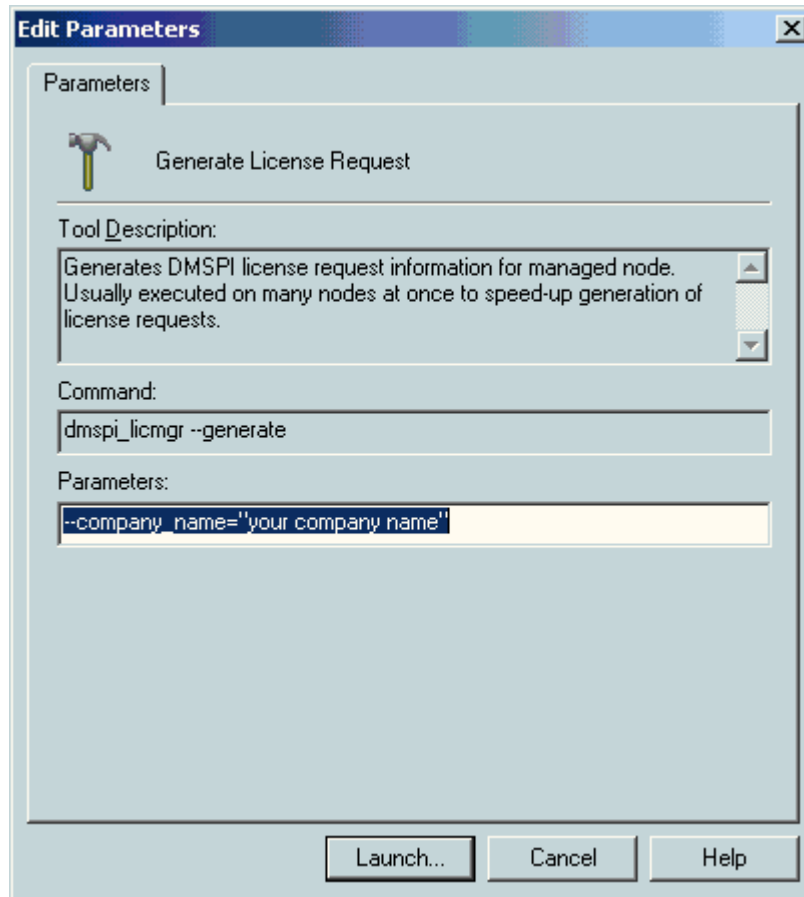 Edit Parameters
Parameters
Generate License Request
Tool Description:
Generates DMSPI license request information for managed node.
Usually executed on many nodes at once to speed-up generation of
license requests.
Command:
dmspi_licmgr --generate
Parameters:
--company_name="your company name"
Launch... Cancel Help